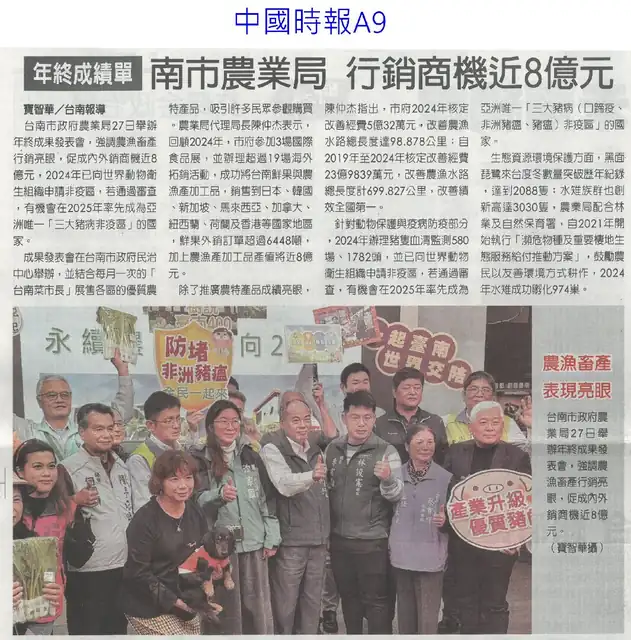 中國時報A9
年終成績單 南市農業局 行銷商機近8億元
寶智華／台南報導
台南市政府農業局27日舉辦
年終成果發表會，強調農漁畜產
行銷亮眼，促成內外銷商機近8
億元，2024年已向世界動物衛
生組織申請非疫區，若通過審查
，有機會在2025年率先成為亞
洲唯一「三大豬病非疫區」的國
家。
成果發表會在台南市政府民治
中心舉辦，並結合每月一次的「
台南菜市長」展售各區的優質農
特產品，吸引許多民眾參觀購買
。農業局代理局長陳仲杰表示，
回顧2024年，市府參加3場國際
食品展，並辦理超過19場海外
拓銷活動，成功將台南鮮果與農
漁產加工品，銷售到日本、韓國
、新加坡、馬來西亞、加拿大、
紐西蘭、荷蘭及香港等國家地區
，鮮果外銷訂單超過6448噸，
加上農漁產加工品產值將近8億
元。
除了推廣農特產品成績亮眼，
陳仲杰指出，市府2024年核定
改善經費5億32萬元，改善農水
路總長度達98.878公里；自
2019年至2024年核定改善經費
23億9839萬元，改善農水路
總長度計699.827公里，改善績
效全國第一。
針對動物保護與疫病防疫部分
，2024年辦理豬隻血清監測580
場、1782頭，並已向世界動物
衛生組織申請非疫區，若通過審
查，有機會在2025年率先成為
亞洲唯一「三大豬病（口蹄疫、
非洲豬瘟、豬瘟）非疫區」的國
家。
生態資源環境保護方面，黑面
琵鷺來台度冬數量突破歷年紀錄
，達到2088隻；水雉族群也創
新高達3030隻，農業局配合林
業及自然保育署，自2021年開
始執行「瀕危物種及重要棲地生
態服務給付推動方案」，鼓勵農
民以友善環境方式耕作，2024
年水雉成功孵化974巢。
永續
向2
防堵
非洲豬瘟
全民一起來
起臺南
世界交陪
產業升級
優質豬
農漁畜產
表現亮眼
台南市政府農
業局27日舉
辦年終成果發
表會，強調農
漁畜產行銷亮
眼，促成內外
銷商機近8億
元。
（寶智華攝）